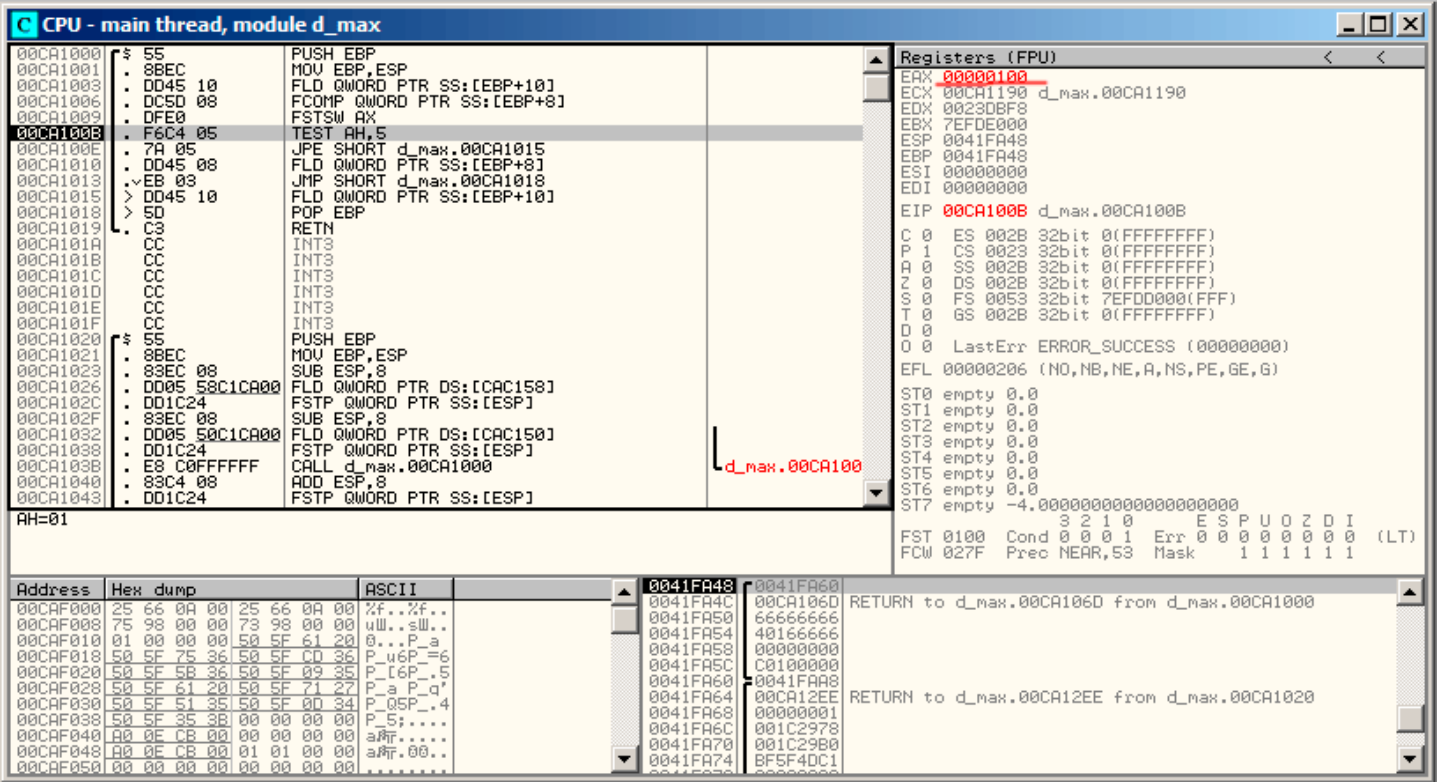 C CPU - main thread, module d_max
00CA1000 $ 55 PUSH EBP
00CA1001 . 8BEC MOV EBP,ESP
00CA1003 . DD45 10 FLD QWORD PTR SS:[EBP+10]
00CA1006 . DC5D 08 FCOMP QWORD PTR SS:[EBP+8]
00CA1009 . DFE0 FSTSW AX
00CA100B . F6C4 05 TEST AH,5
00CA100E . 7A 05 JPE SHORT d_max.00CA1015
00CA1010 . DD45 08 FLD QWORD PTR SS:[EBP+8]
00CA1013 .vEB 03 JMP SHORT d_max.00CA1018
00CA1015 > DD45 10 FLD QWORD PTR SS:[EBP+10]
00CA1018 > 5D POP EBP
00CA1019 . C3 RETN
00CA101A CC INT3
00CA101B CC INT3
00CA101C CC INT3
00CA101D CC INT3
00CA101E CC INT3
00CA101F CC INT3
00CA1020 $ 55 PUSH EBP
00CA1021 . 8BEC MOV EBP,ESP
00CA1023 . 83EC 08 SUB ESP,8
00CA1026 . DD05 58C1CA00 FLD QWORD PTR DS:[CAC158]
00CA102C . DD1C24 FSTP QWORD PTR SS:[ESP]
00CA102F . 83EC 08 SUB ESP,8
00CA1032 . DD05 50C1CA00 FLD QWORD PTR DS:[CAC150]
00CA1038 . DD1C24 FSTP QWORD PTR SS:[ESP]
00CA103B . E8 C0FFFFFF CALL d_max.00CA1000 d_max.00CA100
00CA1040 . 83C4 08 ADD ESP,8
00CA1043 . DD1C24 FSTP QWORD PTR SS:[ESP]
AH=01
Registers (FPU) < <
EAX 00000100
ECX 00CA1190 d_max.00CA1190
EDX 0023DBF8
EBX 7EFDE000
ESP 0041FA48
EBP 0041FA48
ESI 00000000
EDI 00000000
EIP 00CA100B d_max.00CA100B
C 0 ES 002B 32bit 0(FFFFFFFF)
P 1 CS 0023 32bit 0(FFFFFFFF)
A 0 SS 002B 32bit 0(FFFFFFFF)
Z 0 DS 002B 32bit 0(FFFFFFFF)
S 0 FS 0053 32bit 7EFDD000(FFF)
T 0 GS 002B 32bit 0(FFFFFFFF)
D 0
O 0 LastErr ERROR_SUCCESS (00000000)
EFL 00000206 (NO,NB,NE,A,NS,PE,GE,G)
ST0 empty 0.0
ST1 empty 0.0
ST2 empty 0.0
ST3 empty 0.0
ST4 empty 0.0
ST5 empty 0.0
ST6 empty 0.0
ST7 empty -4.0000000000000000000
3 2 1 0 E S P U O Z D I
FST 0100 Cond 0 0 0 1 Err 0 0 0 0 0 0 0 0 (LT)
FCW 027F Prec NEAR,53 Mask 1 1 1 1 1 1
Address Hex dump ASCII
00CAF000 25 66 0A 00 25 66 0A 00 %f..%f..
00CAF008 75 98 00 00 73 98 00 00
00CAF010 01 00 00 00 50 5F 61 20
00CAF018 50 5F 75 36 50 5F CD 36 P_u6P_=6
00CAF020 50 5F 5B 36 50 5F 09 35 P_[6P_.5
00CAF028 50 5F 61 20 50 5F 71 27 P_a P_q'
00CAF030 50 5F 51 35 50 5F 0D 34 P_Q5P_.4
00CAF038 50 5F 35 3B 00 00 00 00 P_5;....
00CAF040 A0 0E CB 00 00 00 00 00
00CAF048 A0 0E CB 00 01 01 00 00
00CAF050 00 00 00 00 00 00 00 00 ........
0041FA48 0041FA60
0041FA4C 00CA106D RETURN to d_max.00CA106D from d_max.00CA1000
0041FA50 66666666
0041FA54 40166666
0041FA58 00000000
0041FA5C C0100000
0041FA60 0041FAA8
0041FA64 00CA12EE RETURN to d_max.00CA12EE from d_max.00CA1020
0041FA68 00000001
0041FA6C 001C2978
0041FA70 001C29B0
0041FA74 BF5F4DC1